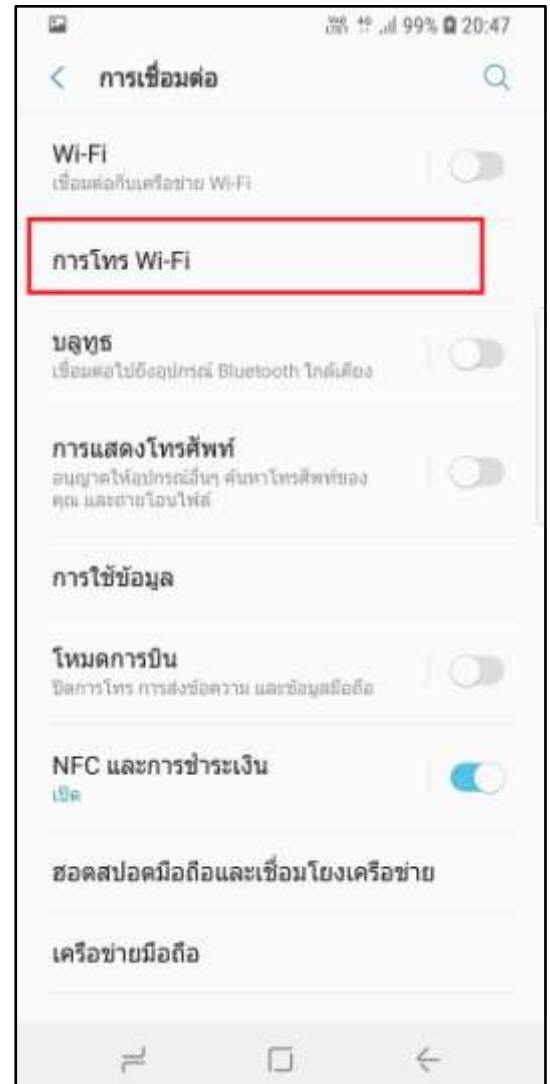 99% 20:47
การเชื่อมต่อ
Wi-Fi
เชื่อมต่อกับเครือข่าย Wi-Fi
การโทร Wi-Fi
บลูทูธ
เชื่อมต่อไปยังอุปกรณ์ Bluetooth ใกล้เคียง
การแสดงโทรศัพท์
อนุญาตให้อุปกรณ์อื่นๆ ค้นหาโทรศัพท์ของ
คุณ และถ่ายโอนไฟล์
การใช้ข้อมูล
โหมดการบิน
ปิดการโทร การส่งข้อความ และข้อมูลมือถือ
NFC และการชำระเงิน
เปิด
ฮอตสปอตมือถือและเชื่อมโยงเครือข่าย
เครือข่ายมือถือ